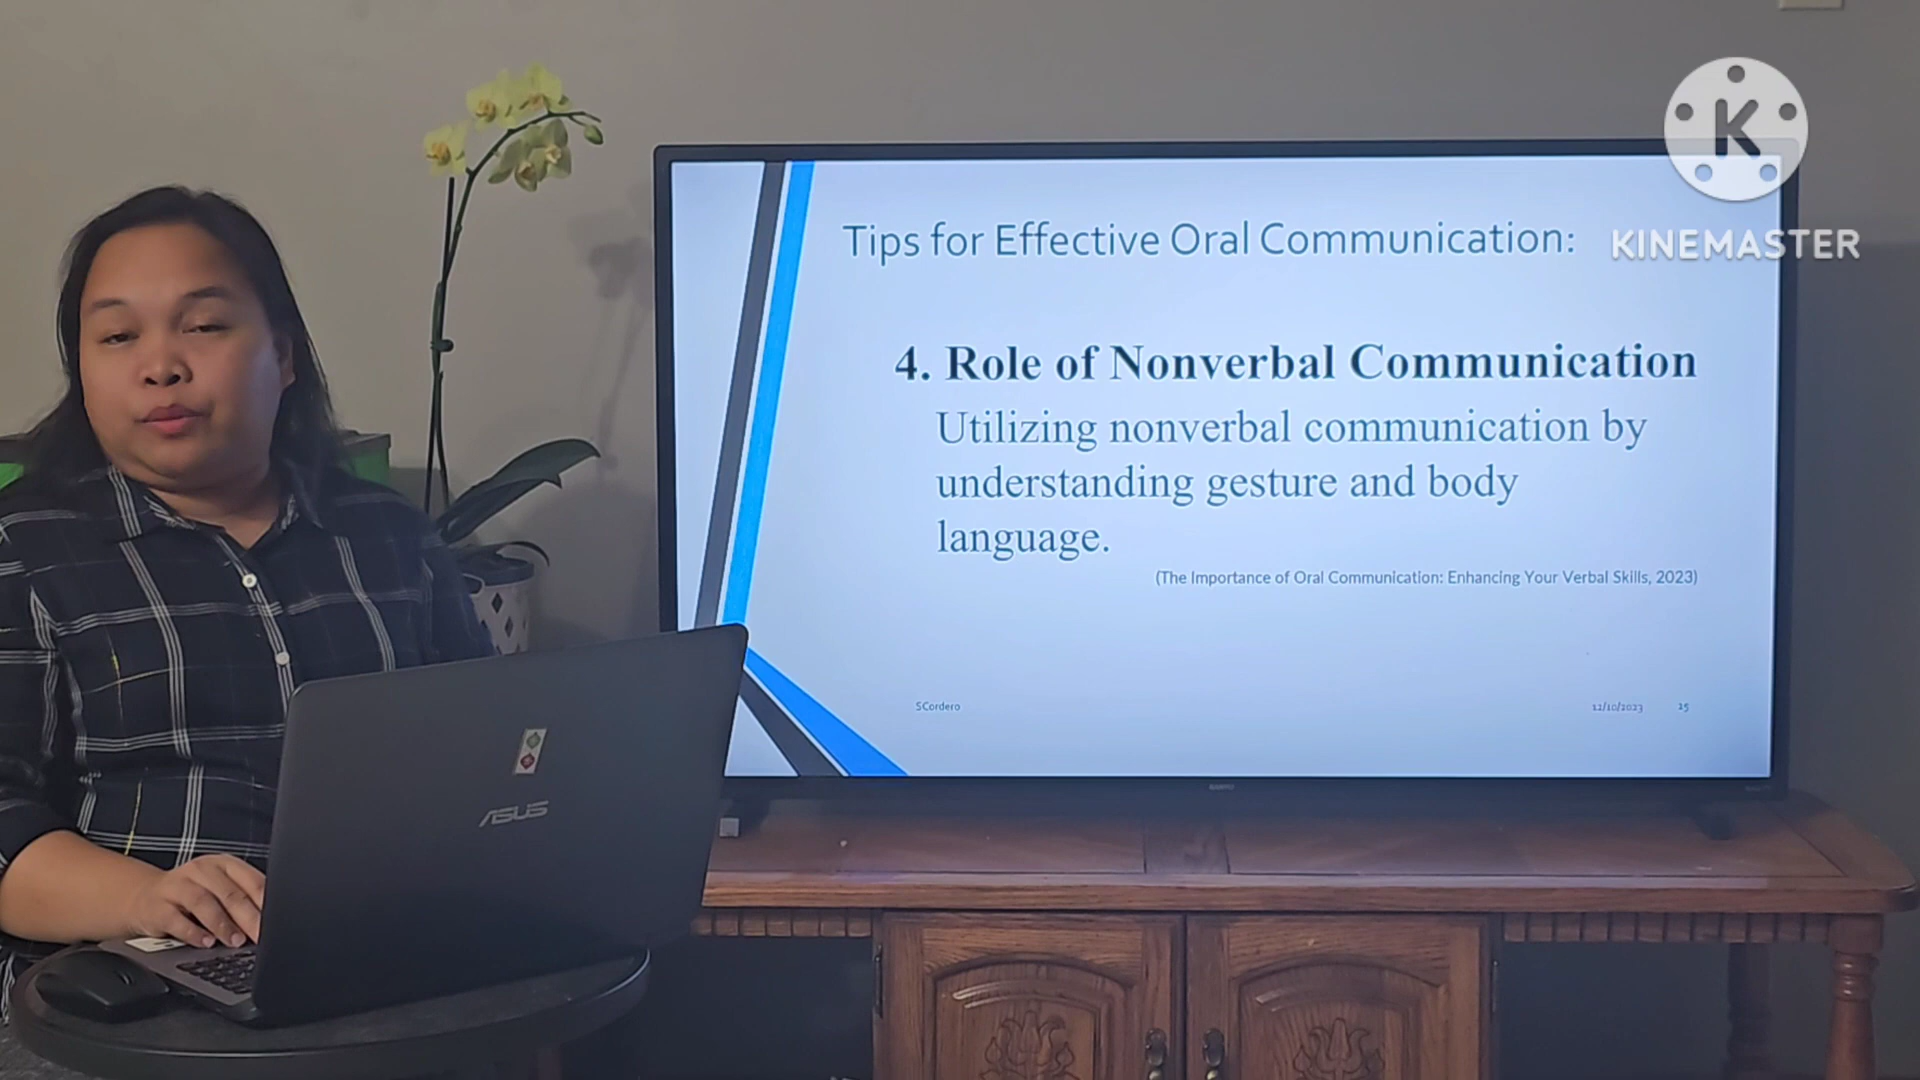 K
KINEMASTER
Tips for Effective Oral Communication:
4. Role of Nonverbal Communication
Utilizing nonverbal communication by
understanding gesture and body
language.
(The Importance of Oral Communication: Enhancing Your Verbal Skills, 2023)
SCordero
12/10/2023
25
ASUS